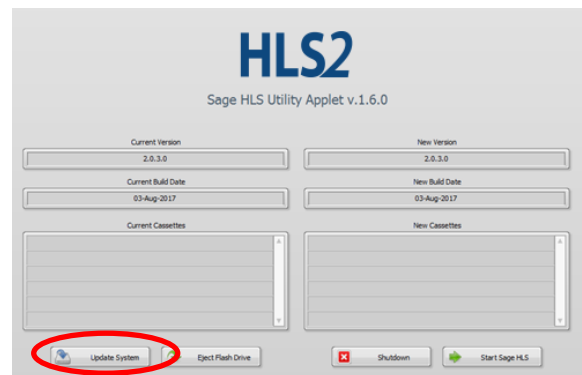 HLS2
Sage HLS Utility Applet v.1.6.0
Current Version
New Version
2.0.3.0
2.0.3.0
Current Build Date
New Build Date
03-Aug-2017
03-Aug-2017
Current Cassettes
New Cassettes
Update System
Eject Flash Drive
Shutdown
Start Sage HLS